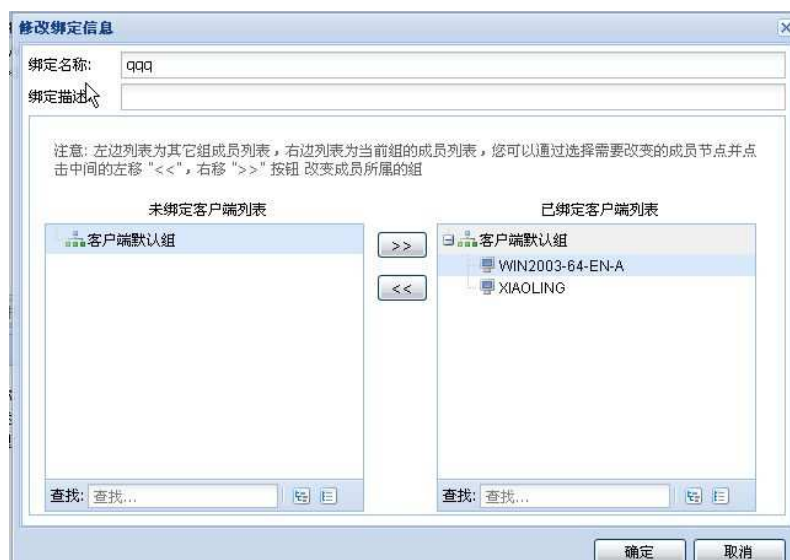 修改绑定信息
绑定名称:
qqq
绑定描述:
注意: 左边列表为其它组成员列表，右边列表为当前组的成员列表，您可以通过选择需要改变的成员节点并点
击中间的左移 "<<"，右移 ">>" 按钮 改变成员所属的组
未绑定客户端列表
已绑定客户端列表
客户端默认组
>>
<<
客户端默认组
WIN2003-64-EN-A
XIAOLING
查找: 查找...
查找: 查找...
确定
取消